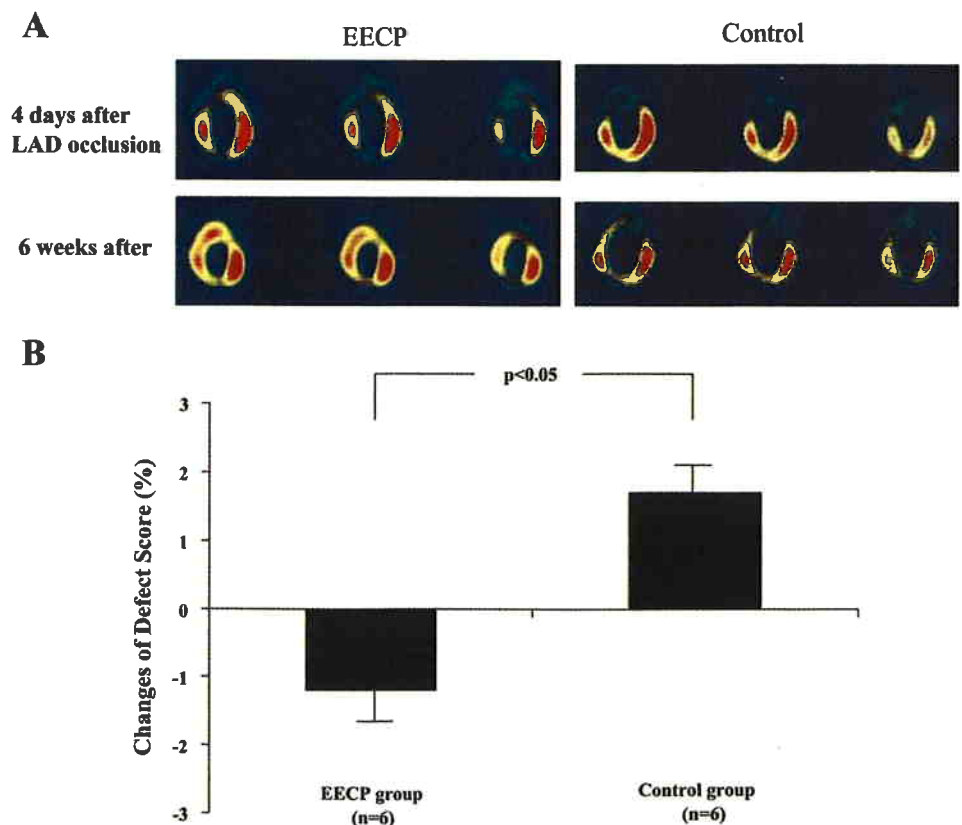 A
EECP
Control
4 days after
LAD occlusion
6 weeks after
B
p<0.05
Changes of Defect Score (%)
3
2
1
0
-1
-2
-3
EECP group
(n=6)
Control group
(n=6)